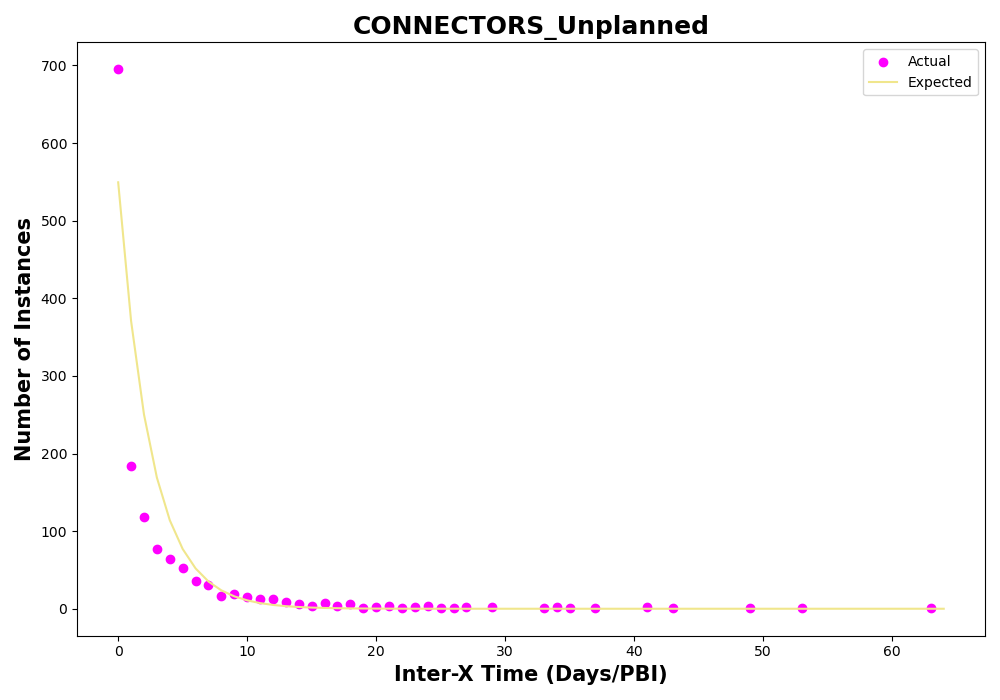 CONNECTORS_Unplanned
Actual
Expected
700
600
500
400
300
200
100
0
Number of Instances
0 10 20 30 40 50 60
Inter-X Time (Days/PBI)